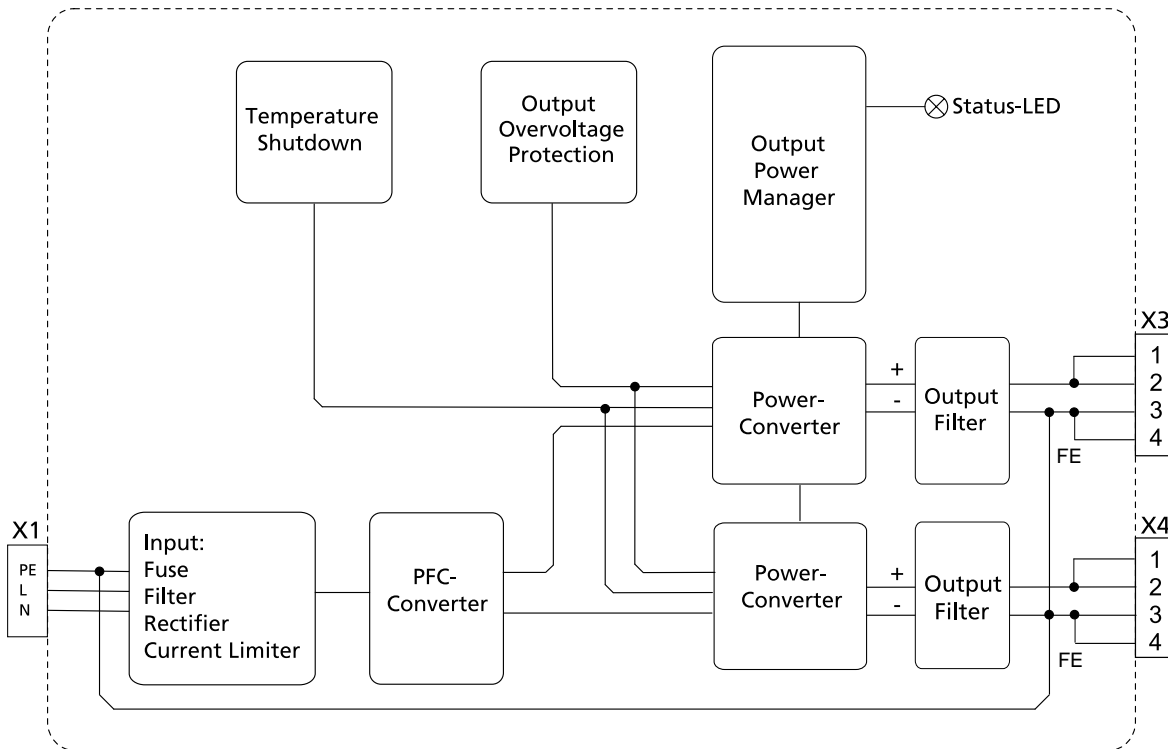 Temperature
Shutdown
Output
Overvoltage
Protection
Output
Power
Manager
Status-LED
X3
1
2
3
4
FE
Power-
Converter
+
-
Output
Filter
X1
PE
L
N
Input:
Fuse
Filter
Rectifier
Current Limiter
PFC-
Converter
Power-
Converter
+
-
Output
Filter
X4
1
2
3
4
FE